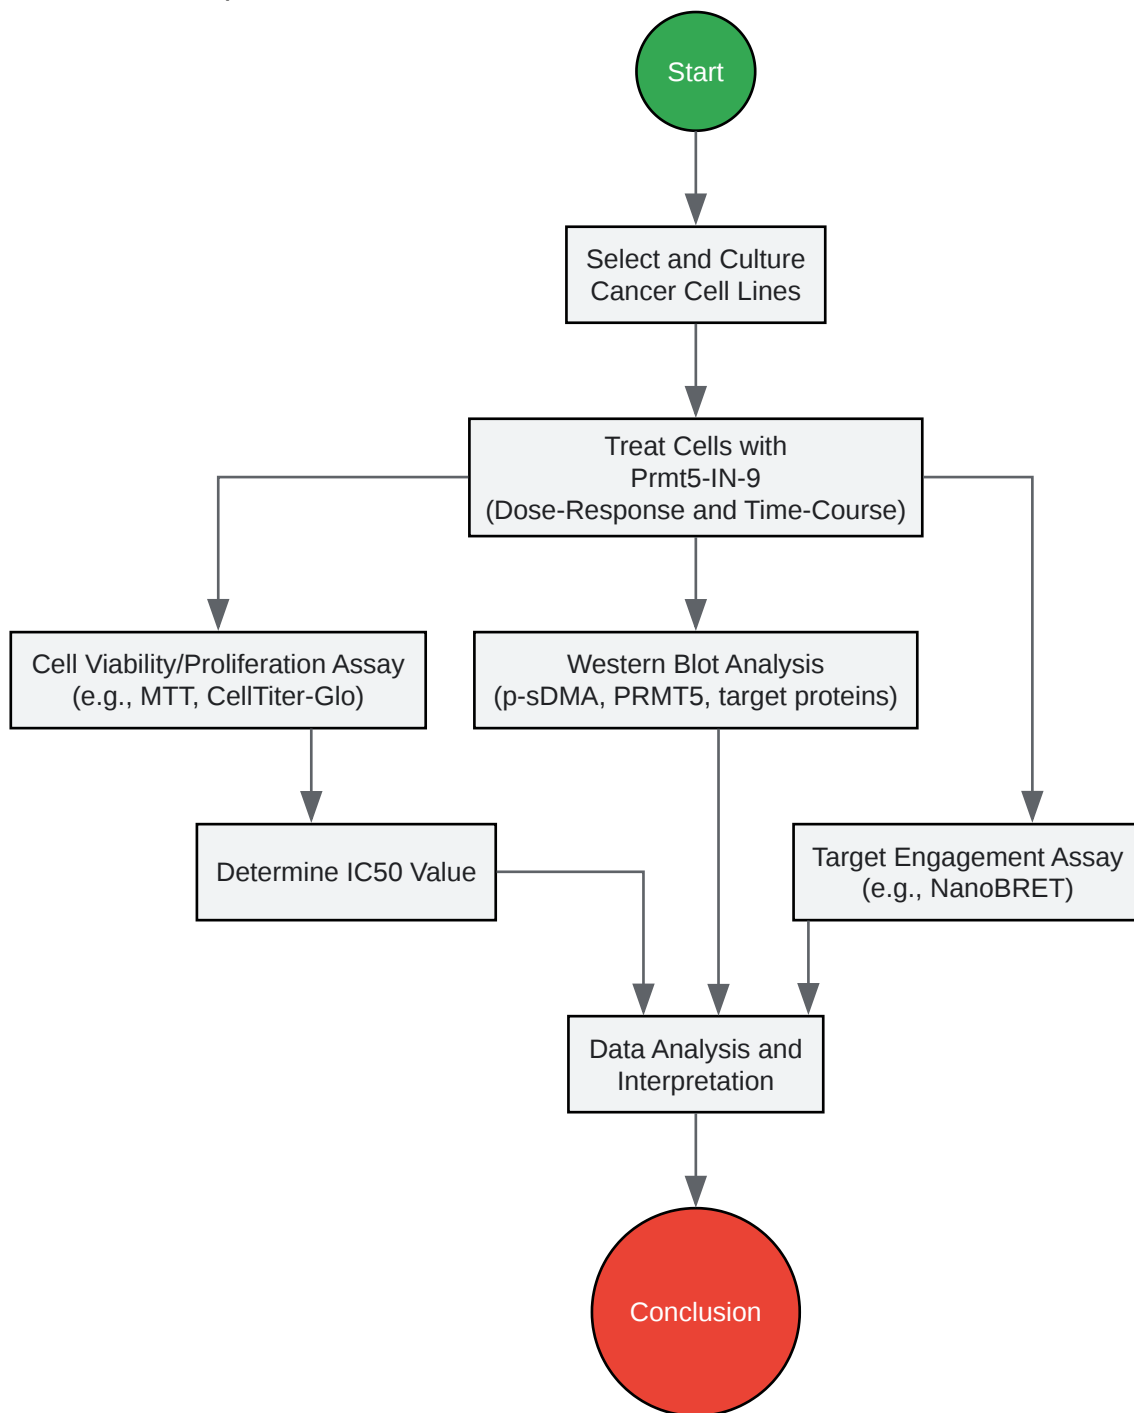 Start
Select and Culture
Cancer Cell Lines
Treat Cells with
Prmt5-IN-9
(Dose-Response and Time-Course)
Cell Viability/Proliferation Assay
(e.g., MTT, CellTiter-Glo)
Western Blot Analysis
(p-sDMA, PRMT5, target proteins)
Determine IC50 Value
Target Engagement Assay
(e.g., NanoBRET)
Data Analysis and
Interpretation
Conclusion